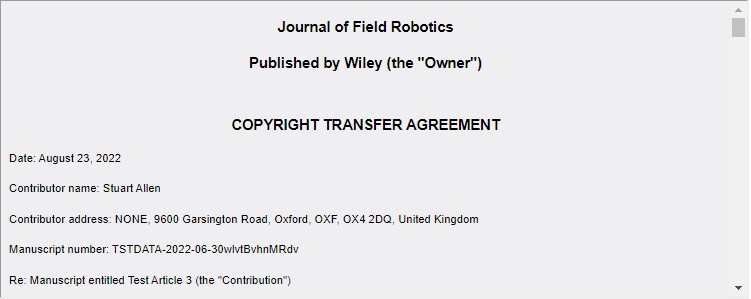 Journal of Field Robotics
Published by Wiley (the "Owner")
COPYRIGHT TRANSFER AGREEMENT
Date: August 23, 2022
Contributor name: Stuart Allen
Contributor address: NONE, 9600 Garsington Road, Oxford, OXF, OX4 2DQ, United Kingdom
Manuscript number: TSTDATA-2022-06-30wlvtBvhnMRdv
Re: Manuscript entitled Test Article 3 (the "Contribution")